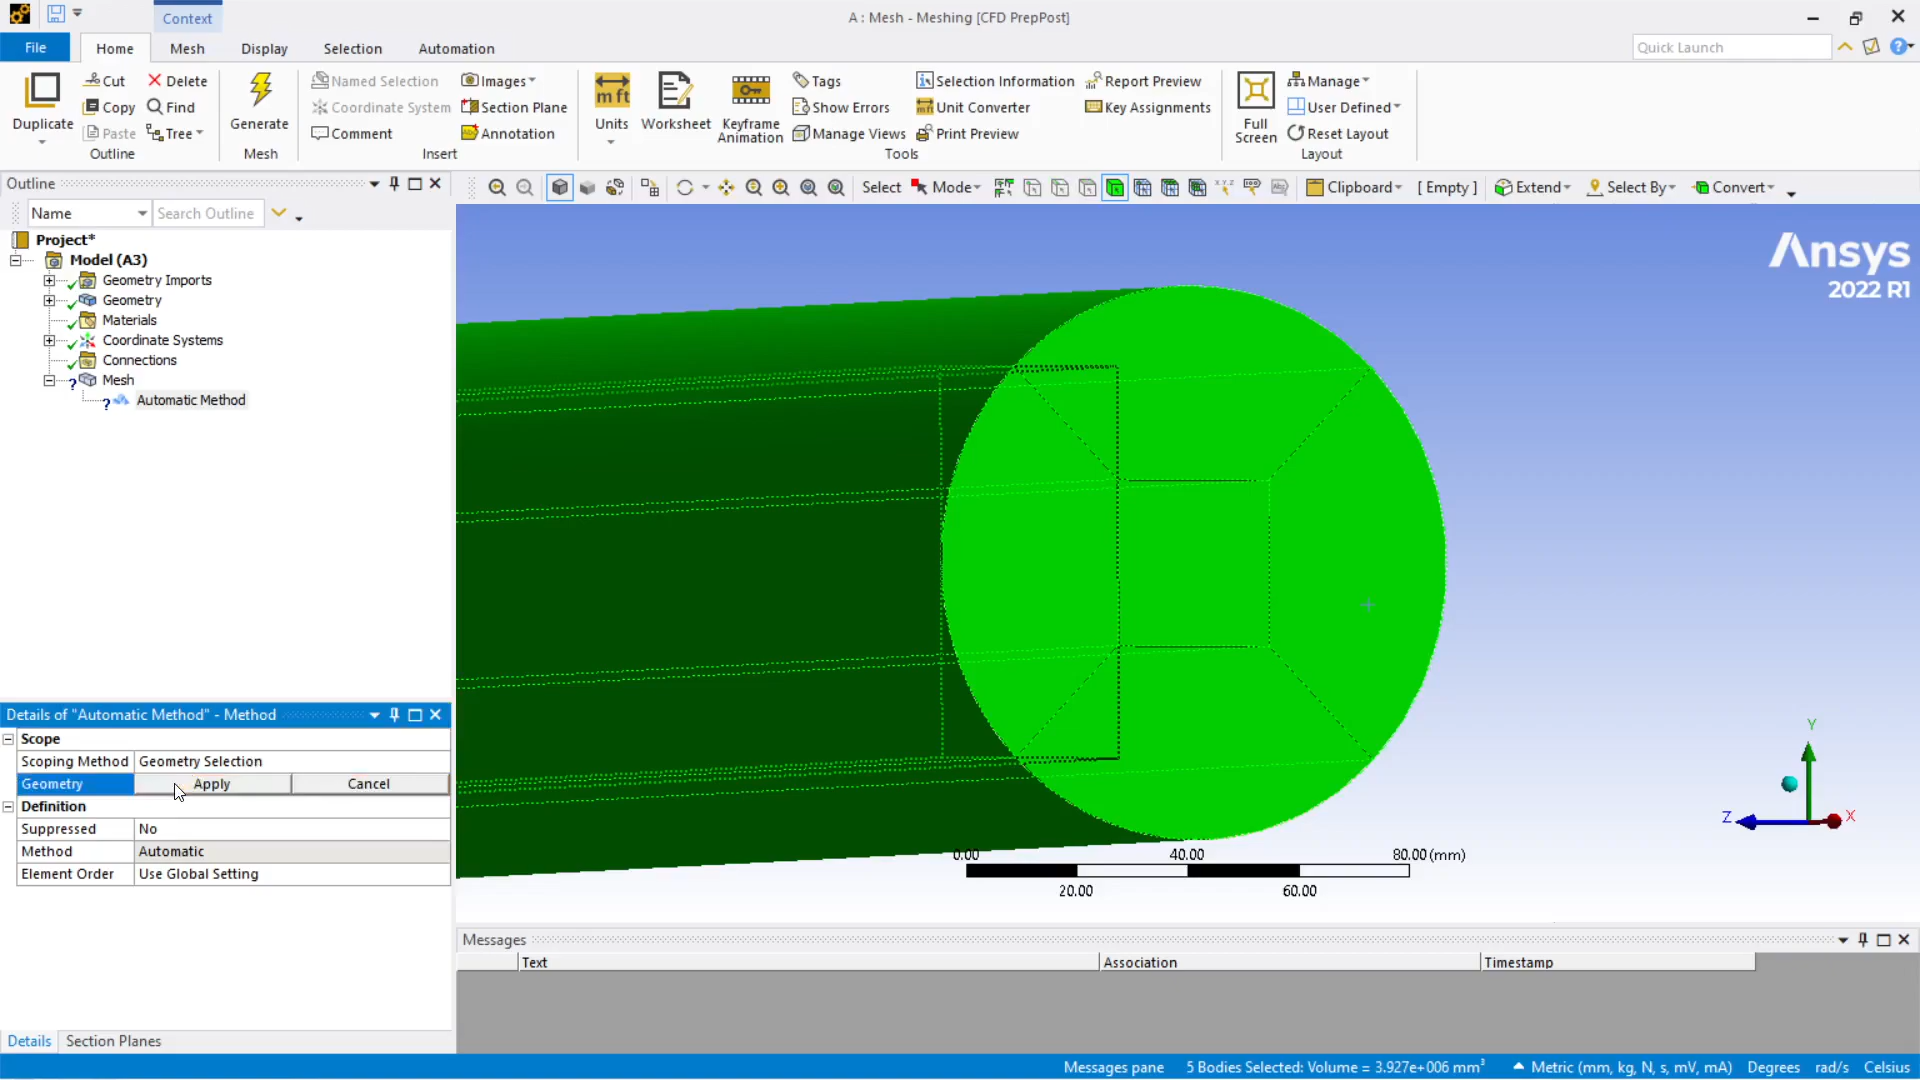 Context
A : Mesh - Meshing [CFD PrepPost]
File
Home
Mesh
Display
Selection
Automation
Quick Launch
Duplicate
Cut
Copy
Paste
Delete
Find
Tree
Outline
Generate
Mesh
Named Selection
Coordinate System
Comment
Images
Section Plane
Annotation
Insert
m ft
Units
Worksheet
Keyframe
Animation
Tags
Show Errors
Manage Views
Selection Information
Unit Converter
Print Preview
Report Preview
Key Assignments
Tools
Full
Screen
Manage
User Defined
Reset Layout
Layout
Outline
Select
Mode
Clipboard
[ Empty ]
Extend
Select By
Convert
Name
Search Outline
Project*
Model (A3)
Geometry Imports
Geometry
Materials
Coordinate Systems
Connections
Mesh
Automatic Method
Ansys
2022 R1
Y
Z
X
0.00
40.00
80.00 (mm)
20.00
60.00
Details of "Automatic Method" - Method
Scope
Scoping Method
Geometry Selection
Geometry
Apply
Cancel
Definition
Suppressed
No
Method
Automatic
Element Order
Use Global Setting
Details
Section Planes
Messages
Text
Association
Timestamp
Messages pane
5 Bodies Selected: Volume = 3.927e+006 mm³
Metric (mm, kg, N, s, mV, mA)
Degrees
rad/s
Celsius